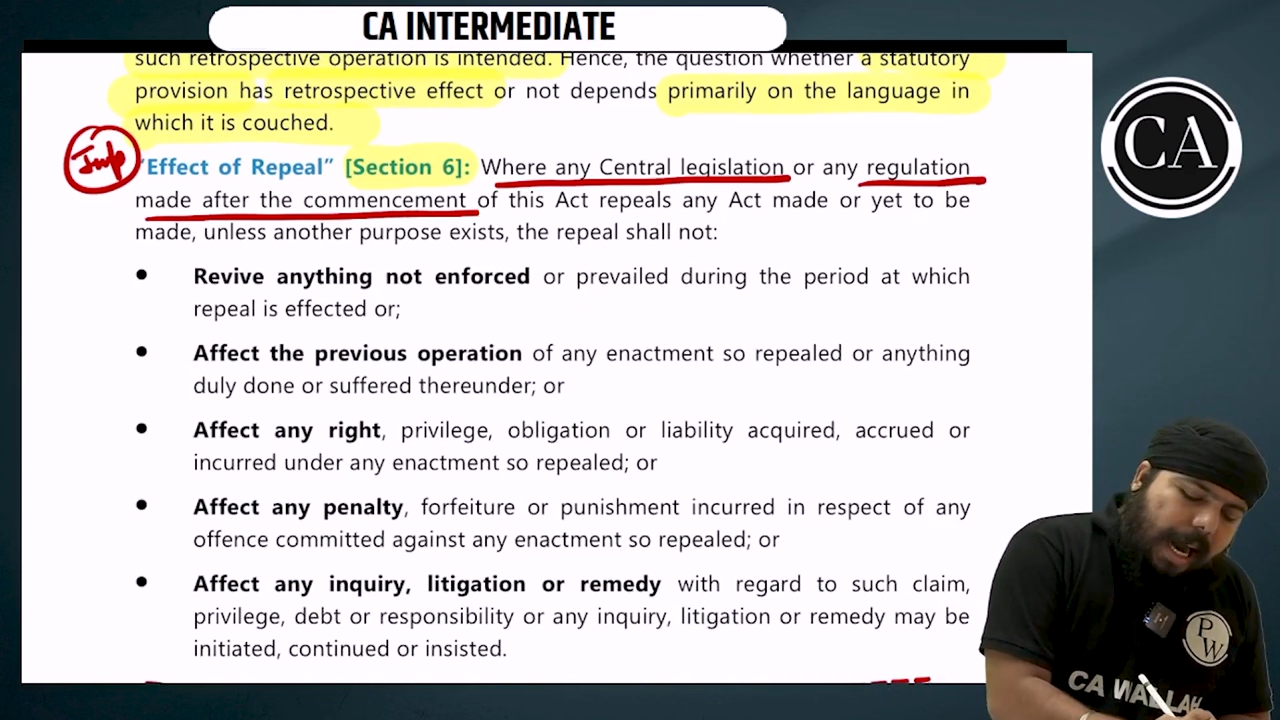 CA INTERMEDIATE
such retrospective operation is intended. Hence, the question whether a statutory
provision has retrospective effect or not depends primarily on the language in
which it is couched.
Imp
"Effect of Repeal" [Section 6]: Where any Central legislation or any regulation
made after the commencement of this Act repeals any Act made or yet to be
made, unless another purpose exists, the repeal shall not:
• Revive anything not enforced or prevailed during the period at which
repeal is effected or;
• Affect the previous operation of any enactment so repealed or anything
duly done or suffered thereunder; or
• Affect any right, privilege, obligation or liability acquired, accrued or
incurred under any enactment so repealed; or
• Affect any penalty, forfeiture or punishment incurred in respect of any
offence committed against any enactment so repealed; or
• Affect any inquiry, litigation or remedy with regard to such claim,
privilege, debt or responsibility or any inquiry, litigation or remedy may be
initiated, continued or insisted.
CA
P
W
CA WALLAH